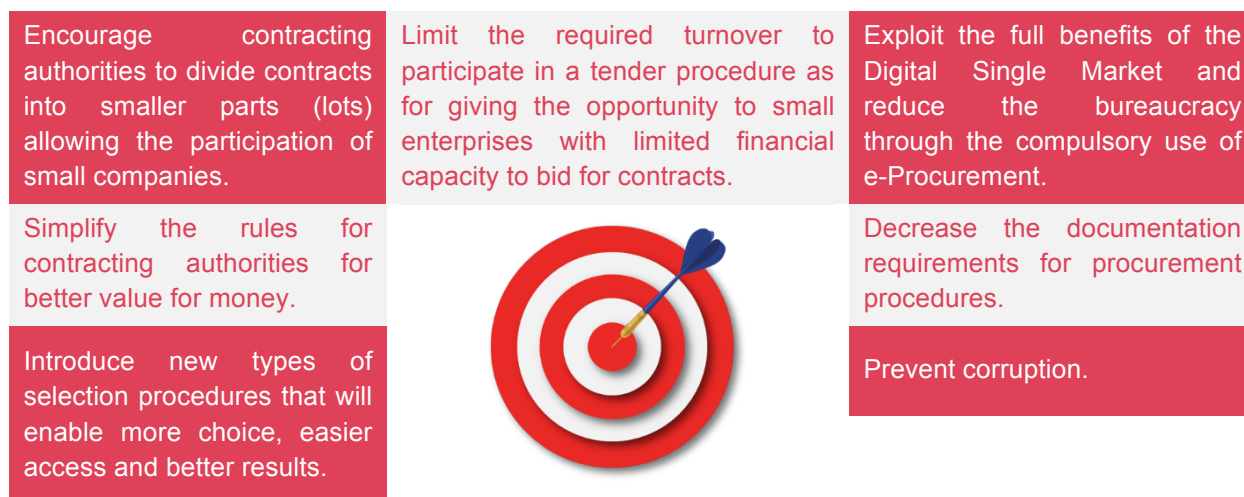 Encourage contracting
authorities to divide contracts
into smaller parts (lots)
allowing the participation of
small companies.
Limit the required turnover to
participate in a tender procedure as
for giving the opportunity to small
enterprises with limited financial
capacity to bid for contracts.
Exploit the full benefits of the
Digital Single Market and
reduce the bureaucracy
through the compulsory use of
e-Procurement.
Simplify the rules for
contracting authorities for
better value for money.
Decrease the documentation
requirements for procurement
procedures.
Introduce new types of
selection procedures that will
enable more choice, easier
access and better results.
Prevent corruption.